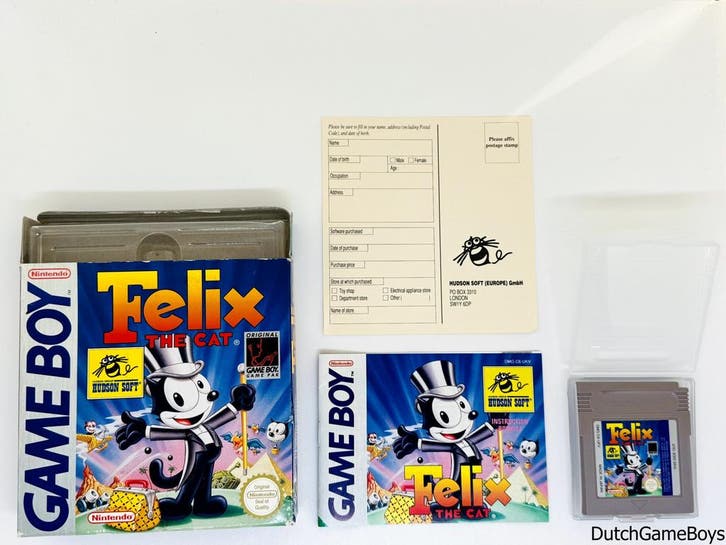 Please be sure to fill in your name, address (including Postal
Code), and date of birth.
Name
Date of birth
Man
Female
Age
Occupation
Address
Software purchased
Date of purchase
Purchase price
Store at which purchased
Toy shop
Electrical appliance store
Department store
Other ( )
Name of store
Please affix
postage stamp
HUDSON SOFT (EUROPE) GmbH
PO BOX 3310
LONDON
SW1Y 6DP
Nintendo
GAME BOY
TM
Felix
THE CAT
®
ORIGINAL
GAME BOY
GAME PAK
HUDSON SOFT
Original
Nintendo
Seal of
Quality
Nintendo
Nintendo
GAME BOY
TM
HUDSON SOFT
Felix
THE CAT
Felix
DutchGameBoys